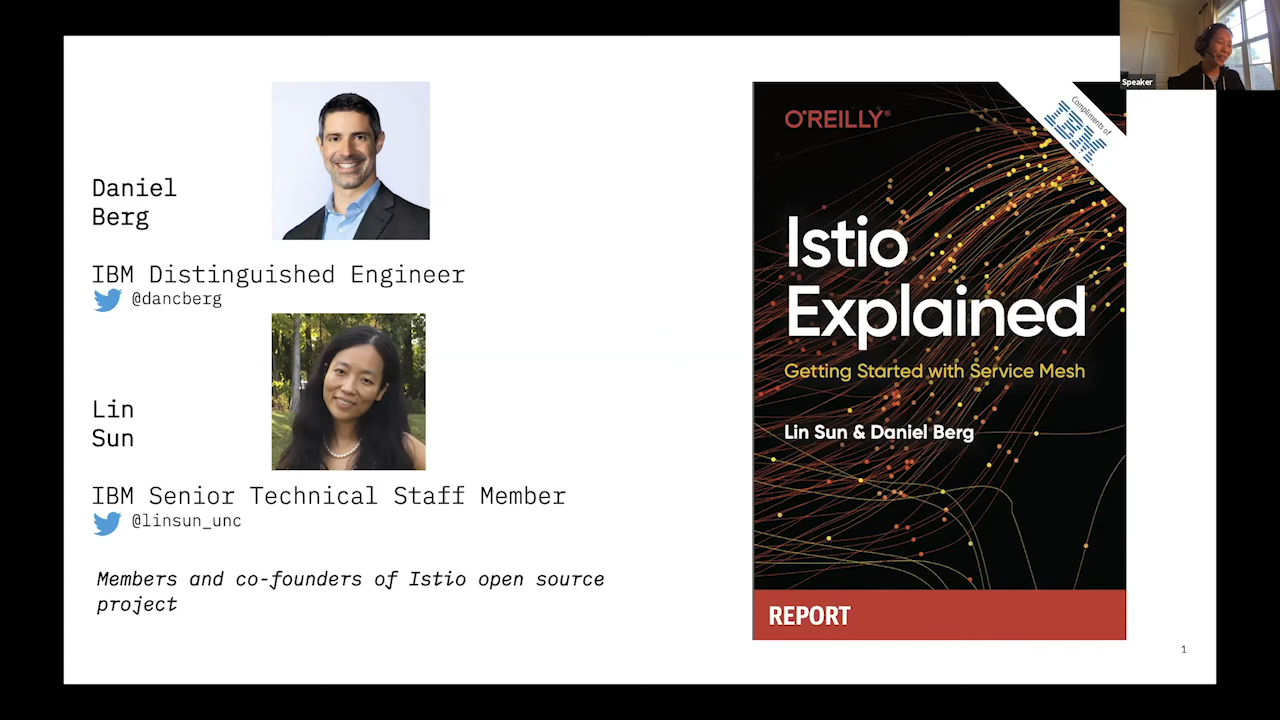 Speaker
Daniel
Berg
IBM Distinguished Engineer
@dancberg
Lin
Sun
IBM Senior Technical Staff Member
@linsun_unc
Members and co-founders of Istio open source
project
O'REILLY®
Compliments of
IBM
Istio
Explained
Getting Started with Service Mesh
Lin Sun & Daniel Berg
REPORT
1